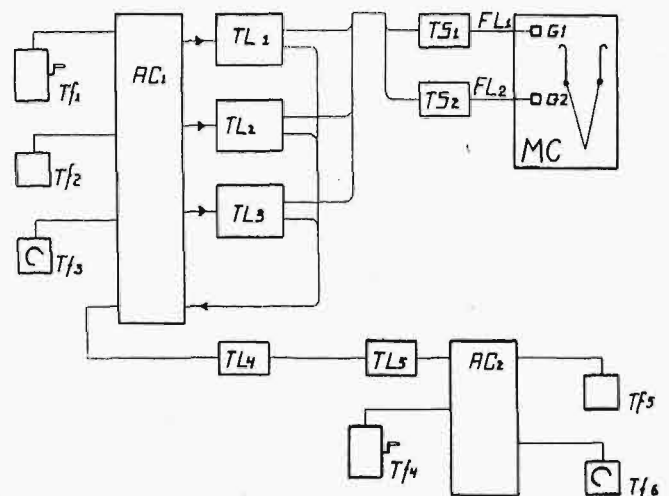 TL1
TS1
FL1
G1
AC1
Tf1
TL2
TS2
FL2
G2
MC
Tf2
TL3
Tf3
TL4
TL5
AC2
Tf5
Tf4
Tf6